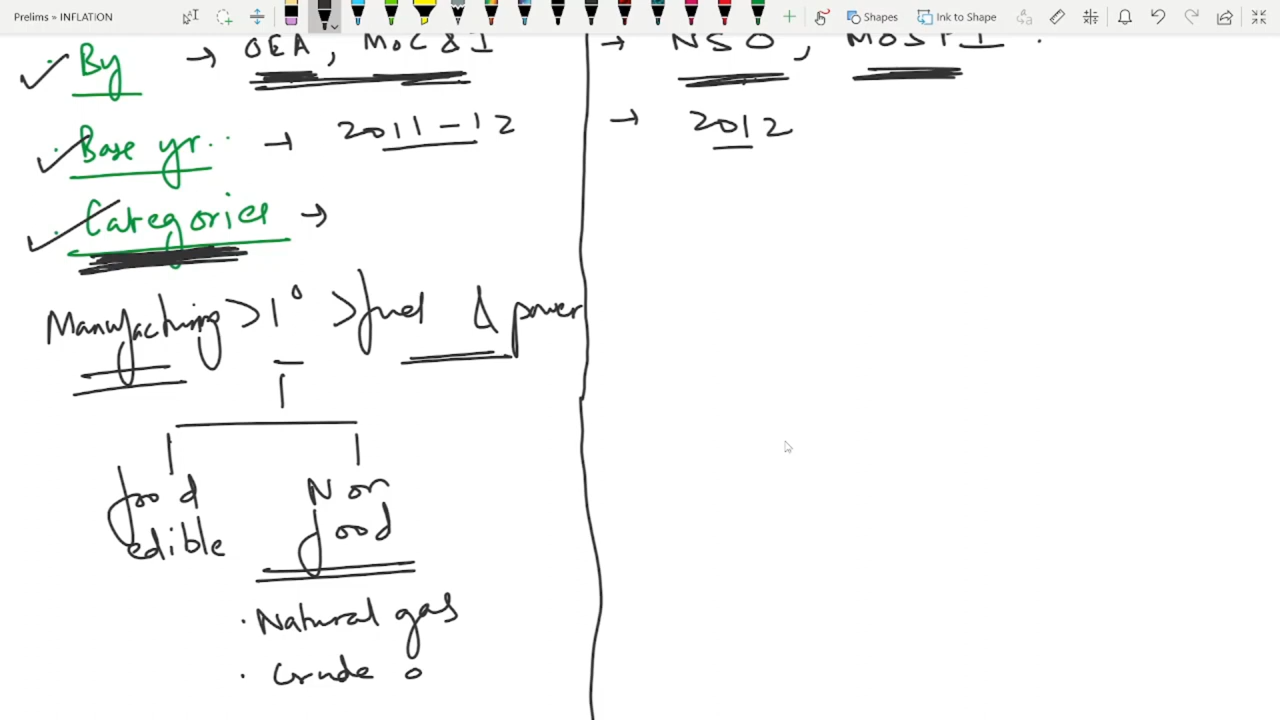 Prelims » INFLATION
Shapes
Ink to Shape
By → OEA, MoC&I
→ NSO, MOSPI.
Base yr. → 2011-12
→ 2012
Categories →
Manufacturing > 1° > fuel & power
food edible
Non food
· Natural gas
· Crude o